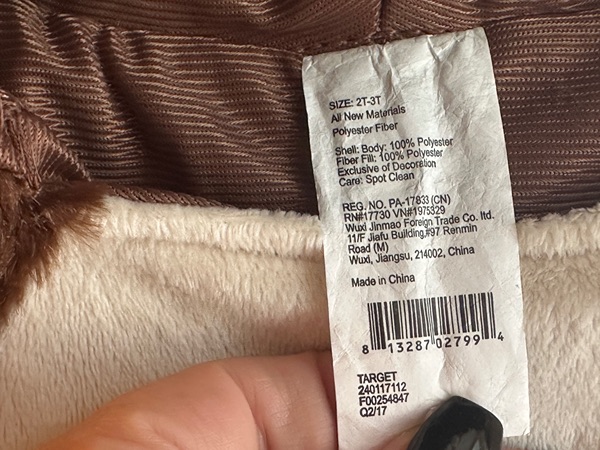 SIZE: 2T-3T
All New Materials
Polyester Fiber
Shell: Body: 100% Polyester
Fiber Fill: 100% Polyester
Exclusive of Decoration
Care: Spot Clean
REG. NO. PA-17833 (CN)
RN#17730 VN#1975329
Wuxi Jinmao Foreign Trade Co. ltd.
11/F Jiafu Building,#97 Renmin
Road (M)
Wuxi, Jiangsu, 214002, China
Made in China
8 13287 02799 4
TARGET
240117112
F00254847
Q2/17